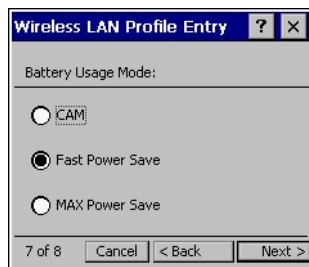 Wireless LAN Profile Entry ? ×
Battery Usage Mode:
CAM
Fast Power Save
MAX Power Save
7 of 8 Cancel < Back Next >